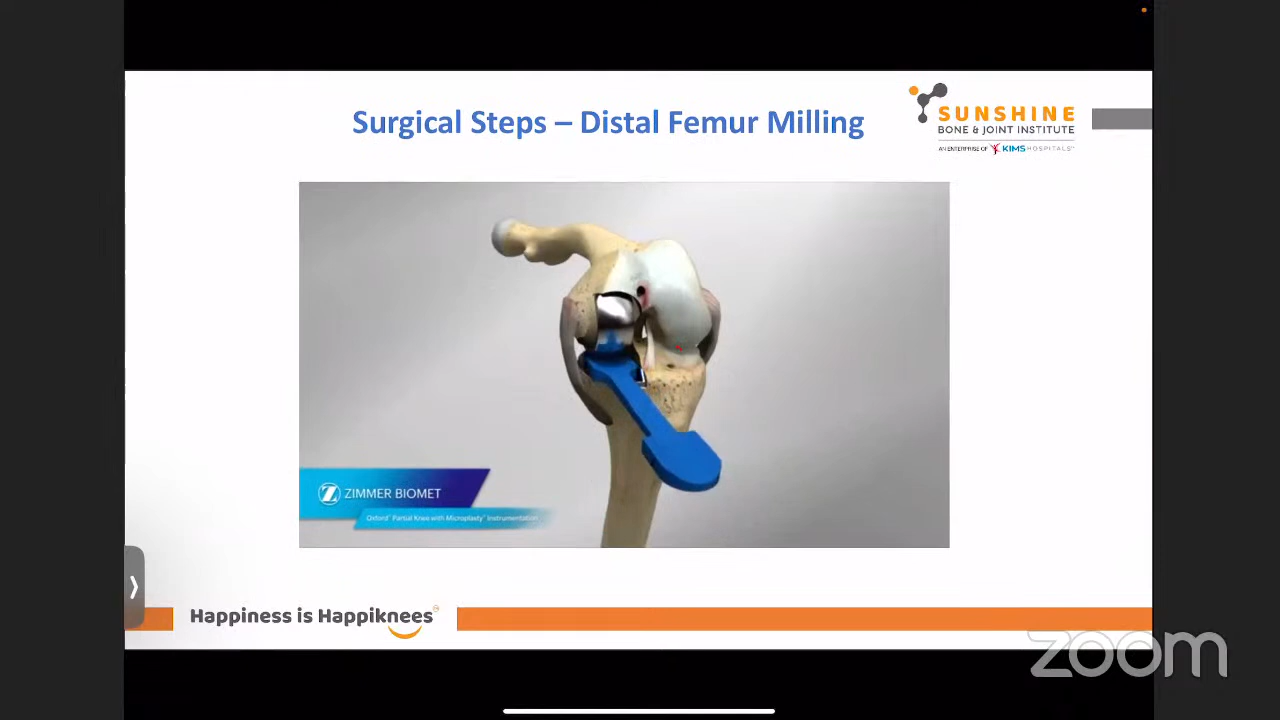 Surgical Steps – Distal Femur Milling
SUNSHINE
BONE & JOINT INSTITUTE
AN ENTERPRISE OF KIMS HOSPITALS
ZIMMER BIOMET
Oxford® Partial Knee with Microplasty® Instrumentation
Happiness is Happiknees
zoom